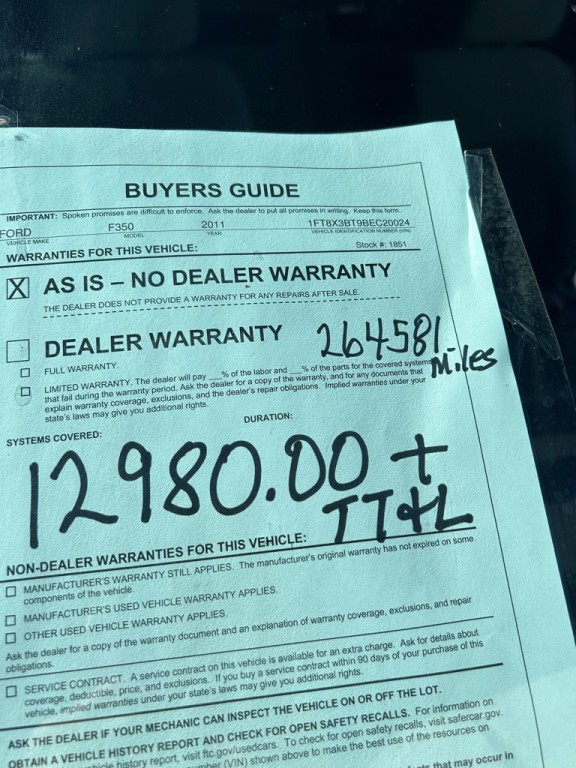 BUYERS GUIDE
IMPORTANT: Spoken promises are difficult to enforce. Ask the dealer to put all promises in writing. Keep this form.
FORD F350 2011 1FT8X3BT9BEC20024
VEHICLE MAKE MODEL YEAR VEHICLE IDENTIFICATION NUMBER (VIN)
WARRANTIES FOR THIS VEHICLE: Stock #: 1851
X AS IS – NO DEALER WARRANTY
THE DEALER DOES NOT PROVIDE A WARRANTY FOR ANY REPAIRS AFTER SALE.
DEALER WARRANTY 264581
Miles
FULL WARRANTY.
LIMITED WARRANTY. The dealer will pay ___% of the labor and ___% of the parts for the covered systems
that fail during the warranty period. Ask the dealer for a copy of the warranty, and for any documents that
explain warranty coverage, exclusions, and the dealer's repair obligations. Implied warranties under your
state's laws may give you additional rights.
SYSTEMS COVERED: DURATION:
12980.00 +
TT&L
NON-DEALER WARRANTIES FOR THIS VEHICLE:
MANUFACTURER'S WARRANTY STILL APPLIES. The manufacturer's original warranty has not expired on some
components of the vehicle.
MANUFACTURER'S USED VEHICLE WARRANTY APPLIES.
OTHER USED VEHICLE WARRANTY APPLIES.
Ask the dealer for a copy of the warranty document and an explanation of warranty coverage, exclusions, and repair
obligations.
SERVICE CONTRACT. A service contract on this vehicle is available for an extra charge. Ask for details about
coverage, deductible, price, and exclusions. If you buy a service contract within 90 days of your purchase of this
vehicle, implied warranties under your state's laws may give you additional rights.
ASK THE DEALER IF YOUR MECHANIC CAN INSPECT THE VEHICLE ON OR OFF THE LOT.
OBTAIN A VEHICLE HISTORY REPORT AND CHECK FOR OPEN SAFETY RECALLS. For information on
vehicle history report, visit ftc.gov/usedcars. To check for open safety recalls, visit safercar.gov.
number (VIN) shown above to make the best use of the resources on
that may occur in